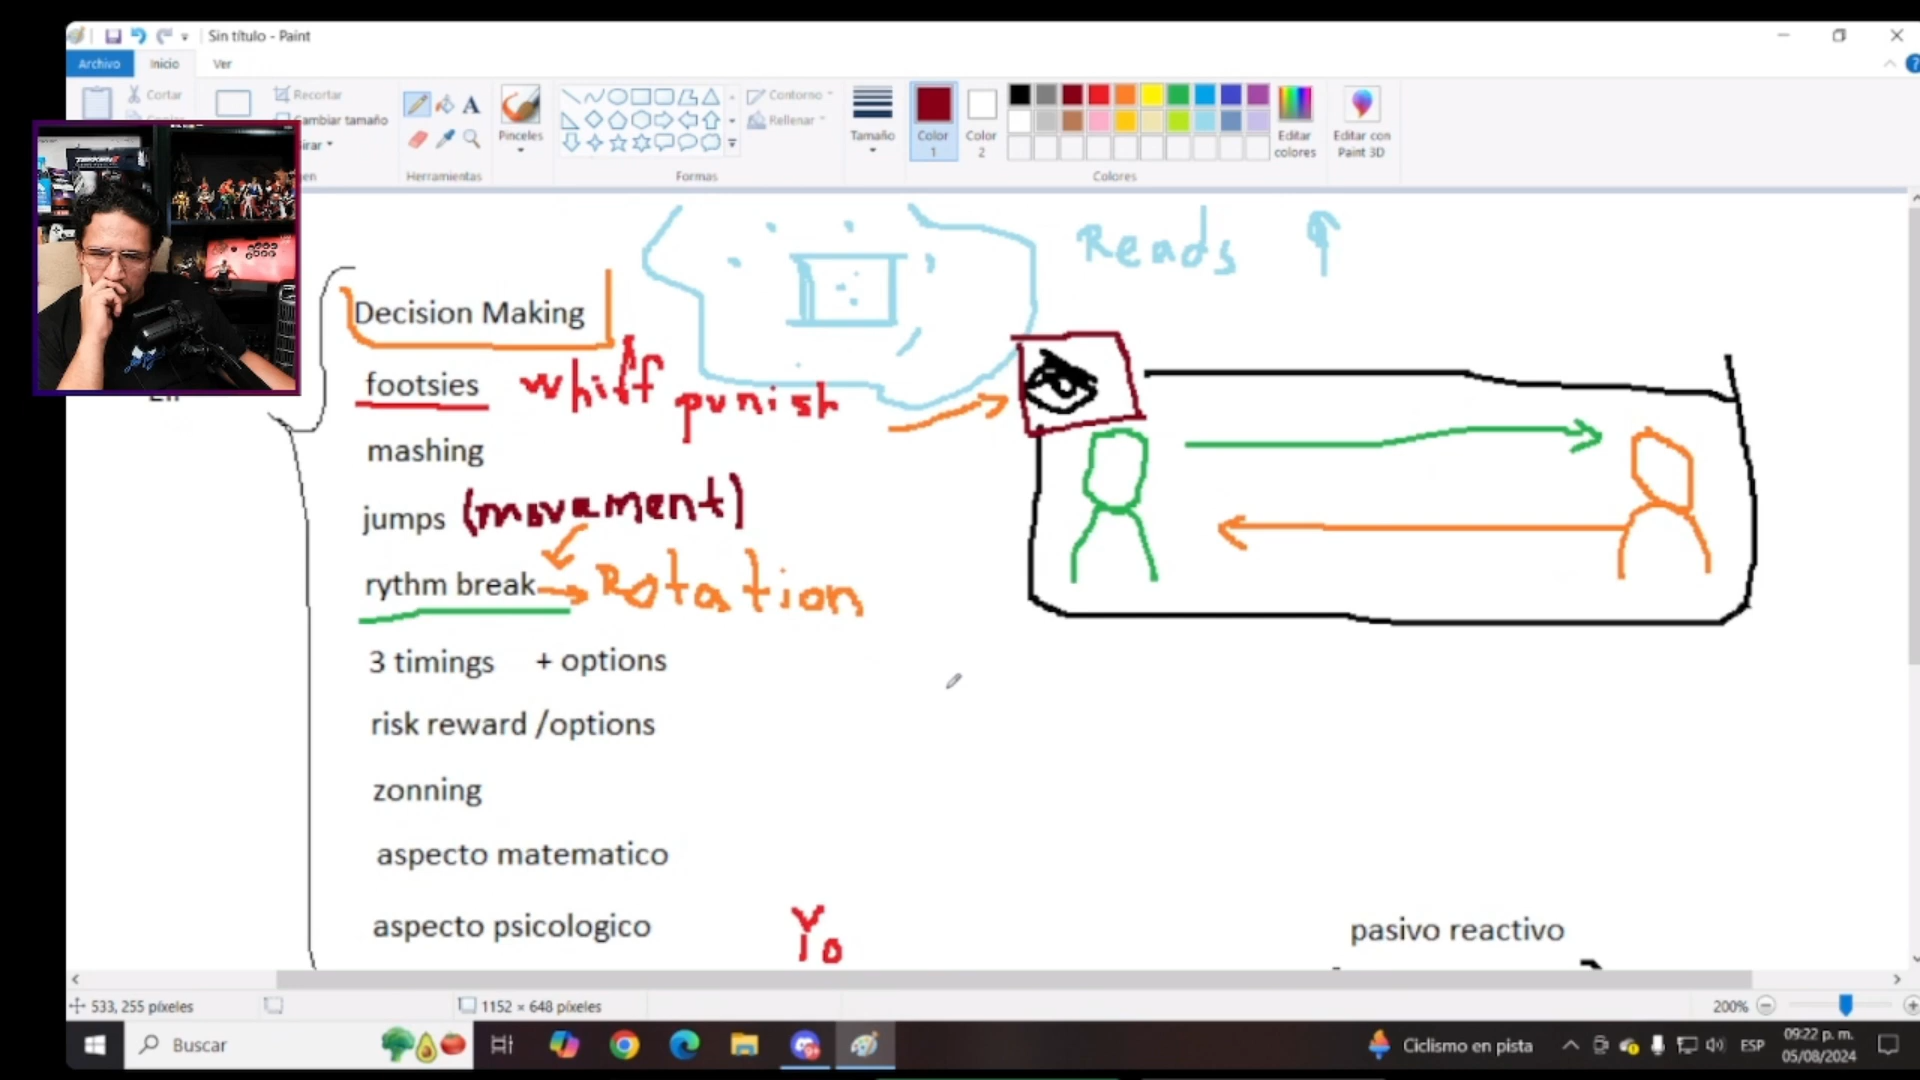 Sin título - Paint
Archivo Inicio Ver
Cortar
Recortar
Cambiar tamaño
Pinceles
Contorno
Rellenar
Tamaño
Color 1
Color 2
Editar colores
Editar con Paint 3D
Herramientas
Formas
Colores
TEKKEN 8
Reads
Decision Making
footsies whiff punish
mashing
jumps (movement)
rythm break Rotation
3 timings + options
risk reward /options
zonning
aspecto matematico
aspecto psicologico Yo
pasivo reactivo
533, 255 píxeles
1152 × 648 píxeles
200%
Buscar
Ciclismo en pista
ESP
09:22 p. m.
05/08/2024